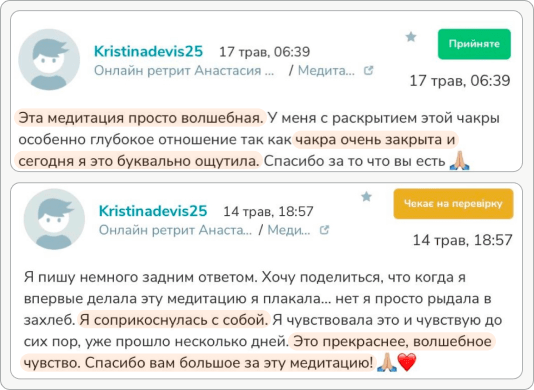 Kristinadevis25 17 трав, 06:39 Прийняте
Онлайн ретрит Анастасия ... / Медита...
17 трав, 06:39
Эта медитация просто волшебная. У меня с раскрытием этой чакры
особенно глубокое отношение так как чакра очень закрыта и
сегодня я это буквально ощутила. Спасибо за то что вы есть 🙏🏼
Kristinadevis25 14 трав, 18:57 Чекає на перевірку
Онлайн ретрит Анаста... / Меди...
14 трав, 18:57
Я пишу немного задним ответом. Хочу поделиться, что когда я
впервые делала эту медитацию я плакала... нет я просто рыдала в
захлеб. Я соприкоснулась с собой. Я чувствовала это и чувствую до
сих пор, уже прошло несколько дней. Это прекраснее, волшебное
чувство. Спасибо вам большое за эту медитацию! 🙏🏼❤️